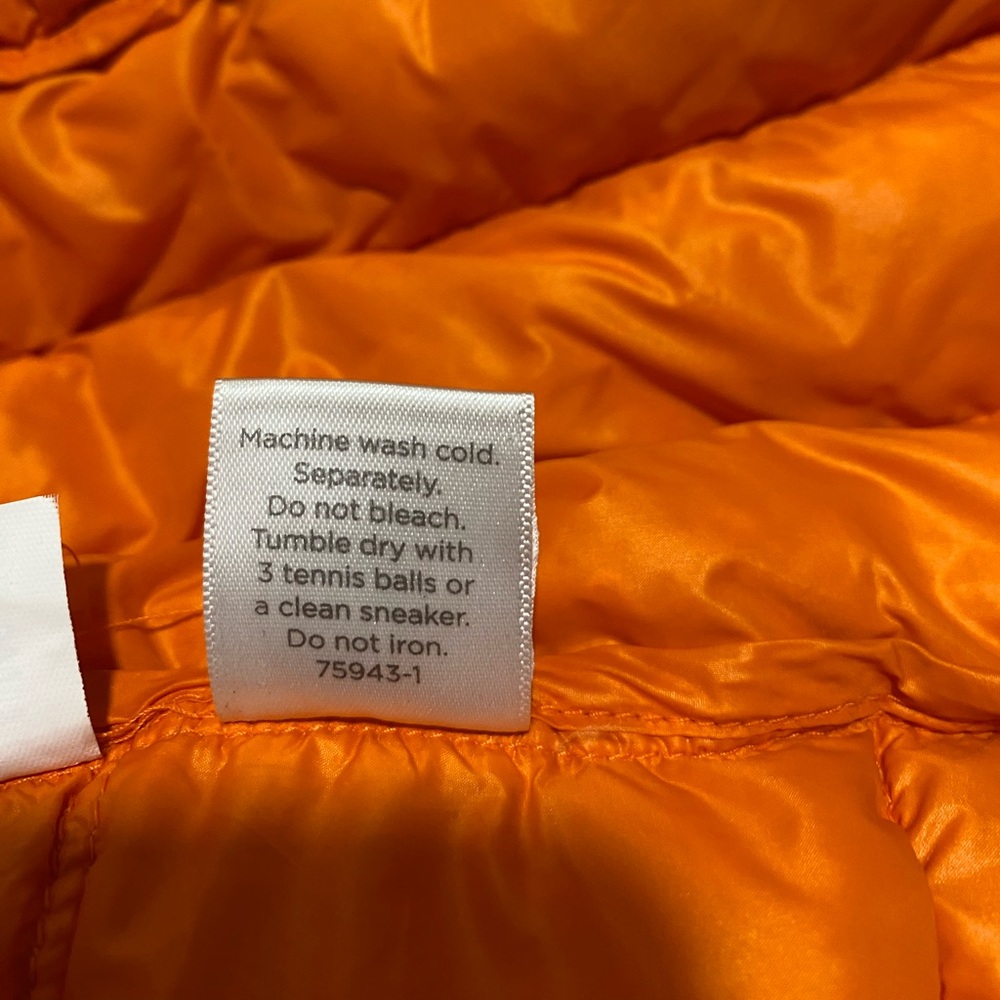 Machine wash cold.
Separately.
Do not bleach.
Tumble dry with
3 tennis balls or
a clean sneaker.
Do not iron.
75943-1